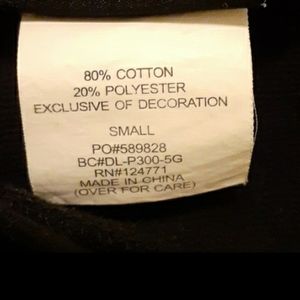 80% COTTON
20% POLYESTER
EXCLUSIVE OF DECORATION
SMALL
PO#589828
BC#DL-P300-5G
RN#124771
MADE IN CHINA
(OVER FOR CARE)